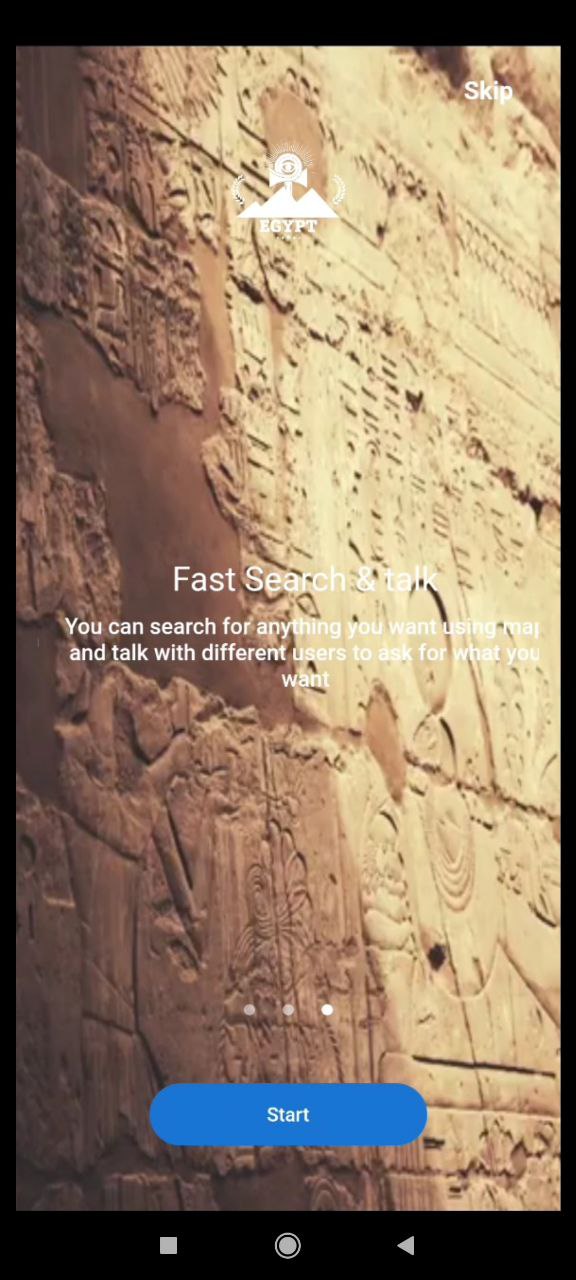 Skip
EGYPT
Fast Search & talk
You can search for anything you want using map
and talk with different users to ask for what you
want
Start